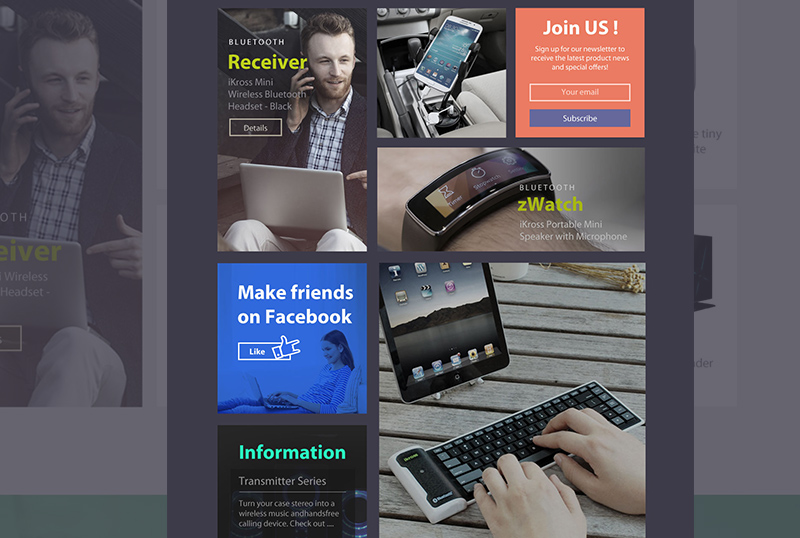 BLUETOOTH
Receiver
iKross Mini
Wireless Bluetooth
Headset - Black
Details
Join US !
Sign up for our newsletter to
receive the latest product news
and special offers!
Your email
Subscribe
BLUETOOTH
zWatch
iKross Portable Mini
Speaker with Microphone
Timer
Stopwatch
Make friends
on Facebook
Like
Information
Transmitter Series
Turn your case stereo into a
wireless music andhandsfree
calling device. Check out ....
OOTH
eiver
Wireless
Headset -
tiny